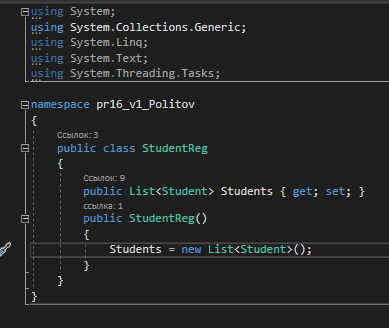 using System;
using System.Collections.Generic;
using System.Linq;
using System.Text;
using System.Threading.Tasks;
namespace pr16_v1_Politov
{
Ссылок: 3
public class StudentReg
{
Ссылок: 9
public List<Student> Students { get; set; }
ссылка: 1
public StudentReg()
{
Students = new List<Student>();
}
}
}